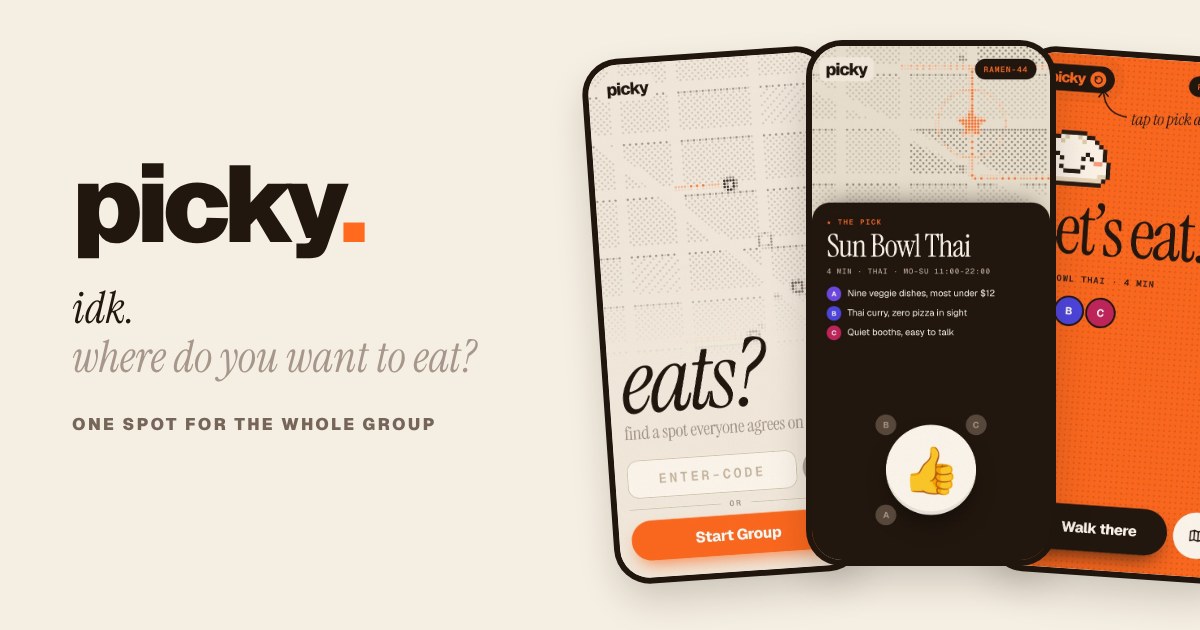 picky.
idk.
where do you want to eat?
ONE SPOT FOR THE WHOLE GROUP
picky
eats?
find a spot everyone agrees on
ENTER-CODE
OR
Start Group
picky
RAMEN-44
★ THE PICK
Sun Bowl Thai
4 MIN · THAI · MO-SU 11:00-22:00
A Nine veggie dishes, most under $12
B Thai curry, zero pizza in sight
C Quiet booths, easy to talk
B
C
👍
A
picky
tap to pick a
et's eat.
OWL THAI · 4 MIN
B
C
Walk there